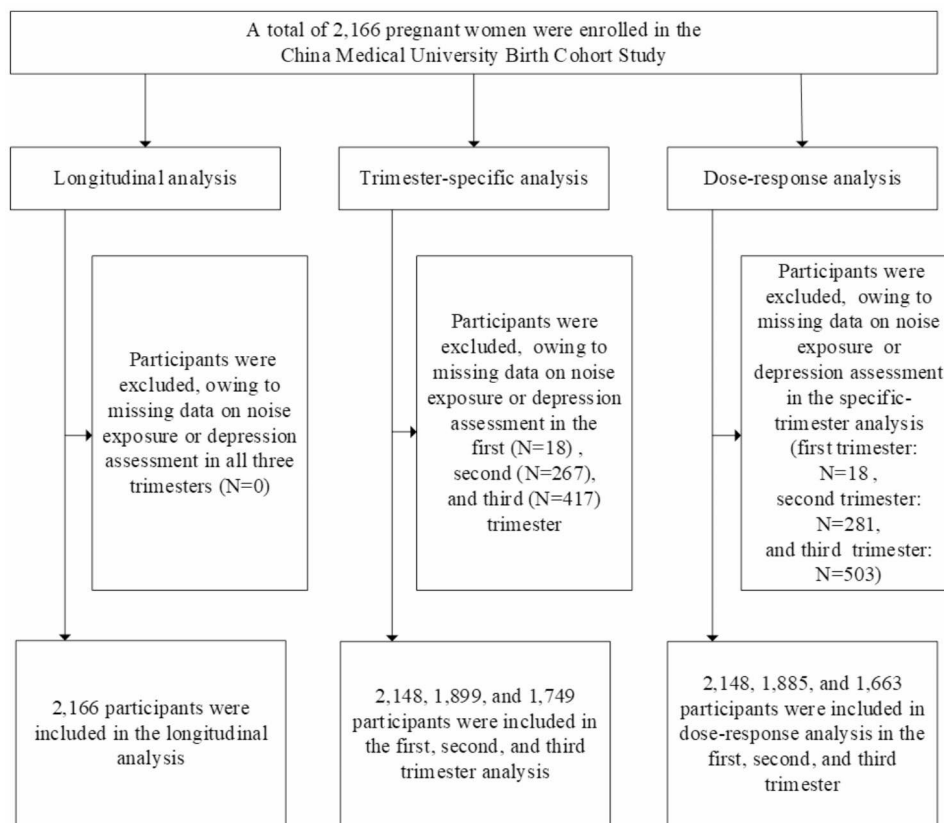 A total of 2,166 pregnant women were enrolled in the
China Medical University Birth Cohort Study
Longitudinal analysis
Trimester-specific analysis
Dose-response analysis
Participants were
excluded, owing to
missing data on noise
exposure or depression
assessment in all three
trimesters (N=0)
Participants were
excluded, owing to
missing data on noise
exposure or depression
assessment in the
first (N=18) ,
second (N=267),
and third (N=417)
trimester
Participants were
excluded, owing to
missing data on noise
exposure or
depression assessment
in the specific-
trimester analysis
(first trimester:
N=18 ,
second trimester:
N=281,
and third trimester:
N=503)
2,166 participants were
included in the longitudinal
analysis
2,148, 1,899, and 1,749
participants were included in
the first, second, and third
trimester analysis
2,148, 1,885, and 1,663
participants were included in
dose-response analysis in the
first, second, and third
trimester